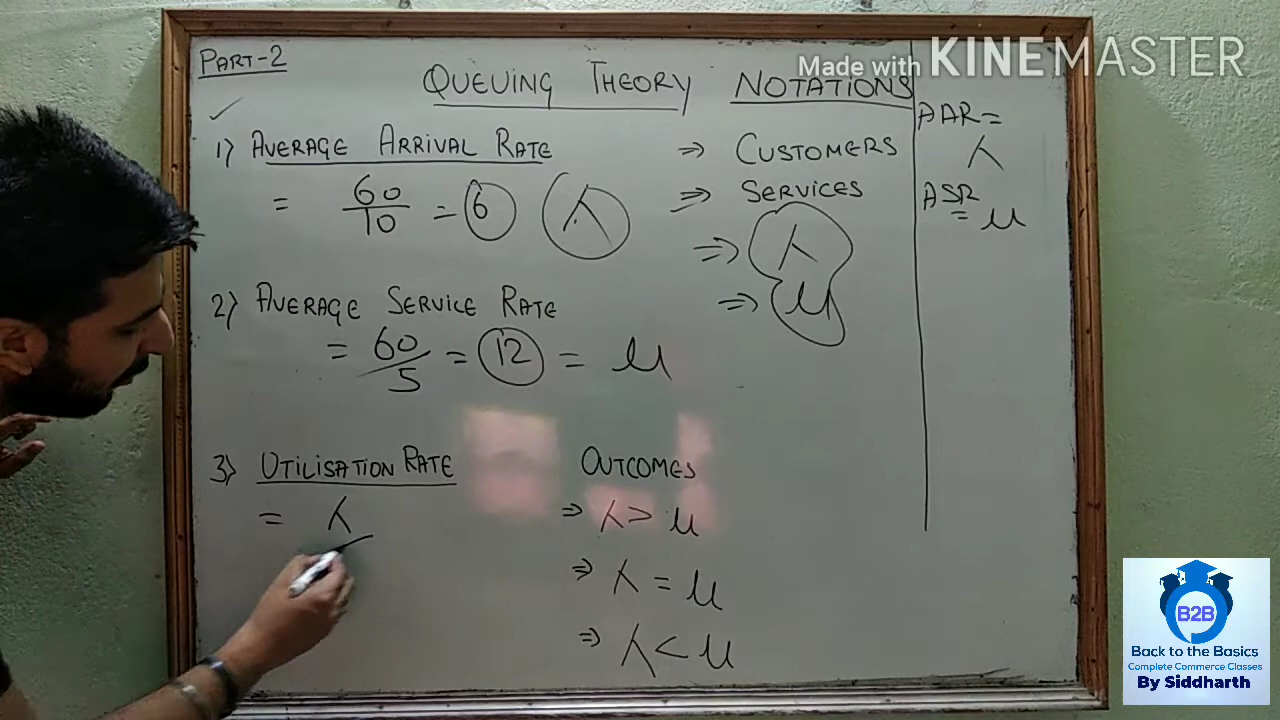 PART-2
QUEUING THEORY NOTATIONS
Made with KINEMASTER
1) AVERAGE ARRIVAL RATE
= 60/10 = 6 λ
⇒ CUSTOMERS
⇒ SERVICES
⇒ λ
⇒ μ
2) AVERAGE SERVICE RATE
= 60/5 = 12 = μ
3) UTILISATION RATE
= λ
OUTCOMES
⇒ λ > μ
⇒ λ = μ
⇒ λ < μ
AAR =
λ
ASR
= μ
B2B
Back to the Basics
Complete Commerce Classes
By Siddharth